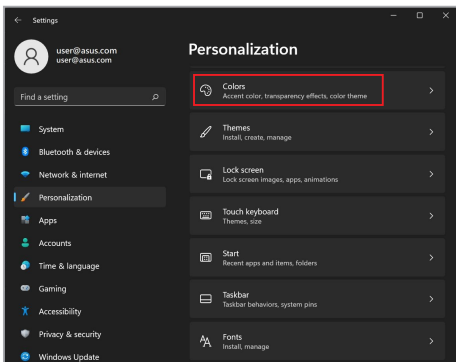 Settings
user@asus.com
user@asus.com
Find a setting
System
Bluetooth & devices
Network & internet
Personalization
Apps
Accounts
Time & language
Gaming
Accessibility
Privacy & security
Windows Update
Personalization
Colors
Accent color, transparency effects, color theme
Themes
Install, create, manage
Lock screen
Lock screen images, apps, animations
Touch keyboard
Themes, size
Start
Recent apps and items, folders
Taskbar
Taskbar behaviors, system pins
Fonts
Install, manage